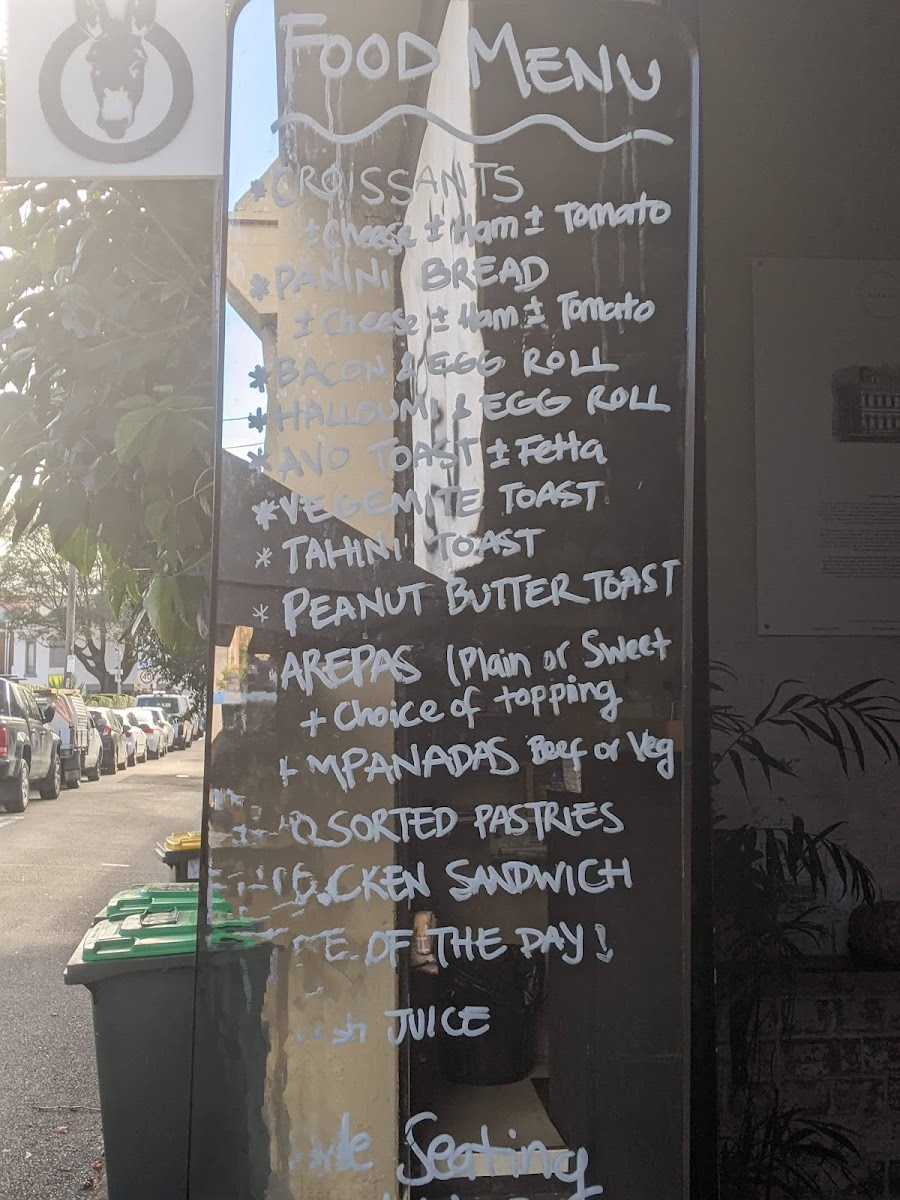 FOOD MENU
* CROISSANTS
± Cheese ± Ham ± Tomato
* PANINI BREAD
± Cheese ± Ham ± Tomato
* BACON & EGG ROLL
* HALLOUMI & EGG ROLL
* AVO TOAST ± Fetta
* VEGEMITE TOAST
* TAHINI TOAST
* PEANUT BUTTER TOAST
AREPAS (Plain or Sweet
+ Choice of topping
MPANADAS Beef or Veg
SORTED PASTRIES
CKEN SANDWICH
OF THE DAY!
JUICE
Seating